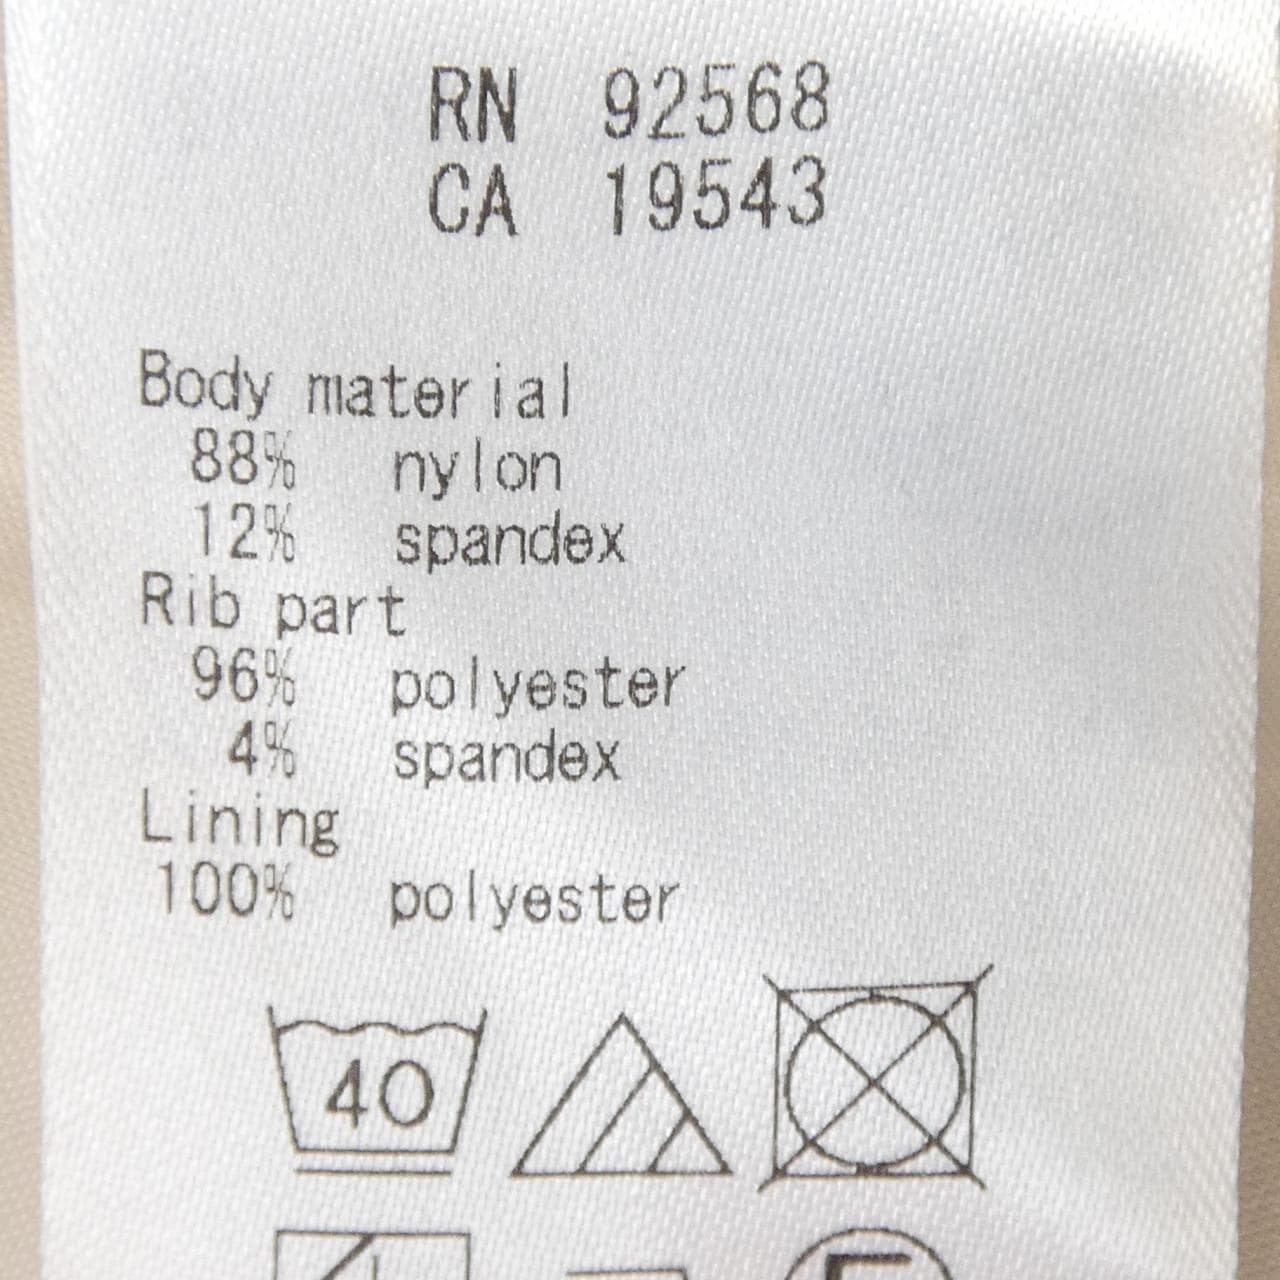 RN 92568
CA 19543
Body material
88% nylon
12% spandex
Rib part
96% polyester
4% spandex
Lining
100% polyester
40